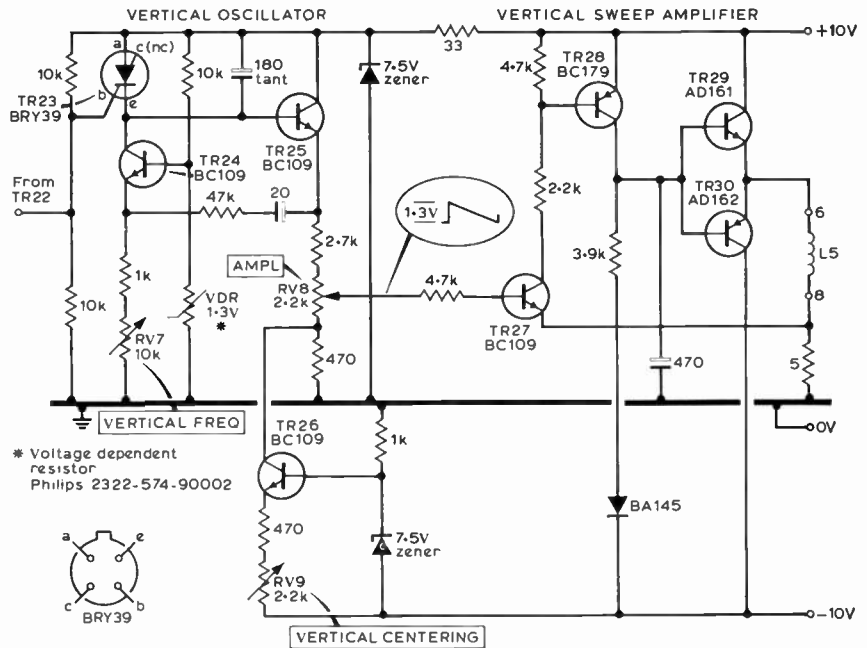 VERTICAL OSCILLATOR
VERTICAL SWEEP AMPLIFIER
+10V
33
a
c(nc)
10k
TR23
BRY39
b
e
10k
180
tant
7·5V
zener
4·7k
TR28
BC179
TR29
AD161
TR25
BC109
TR24
BC109
From
TR22
47k
20
1·3V
2·2k
TR30
AD162
6
L5
8
3·9k
2·7k
AMPL
RV8
2·2k
4·7k
TR27
BC109
1k
10k
VDR
1·3V
*
RV7
10k
470
470
5
VERTICAL FREQ
0V
TR26
BC109
1k
* Voltage dependent
resistor
Philips 2322-574-90002
BA145
470
7·5V
zener
a
e
c
b
BRY39
RV9
2·2k
-10V
VERTICAL CENTERING